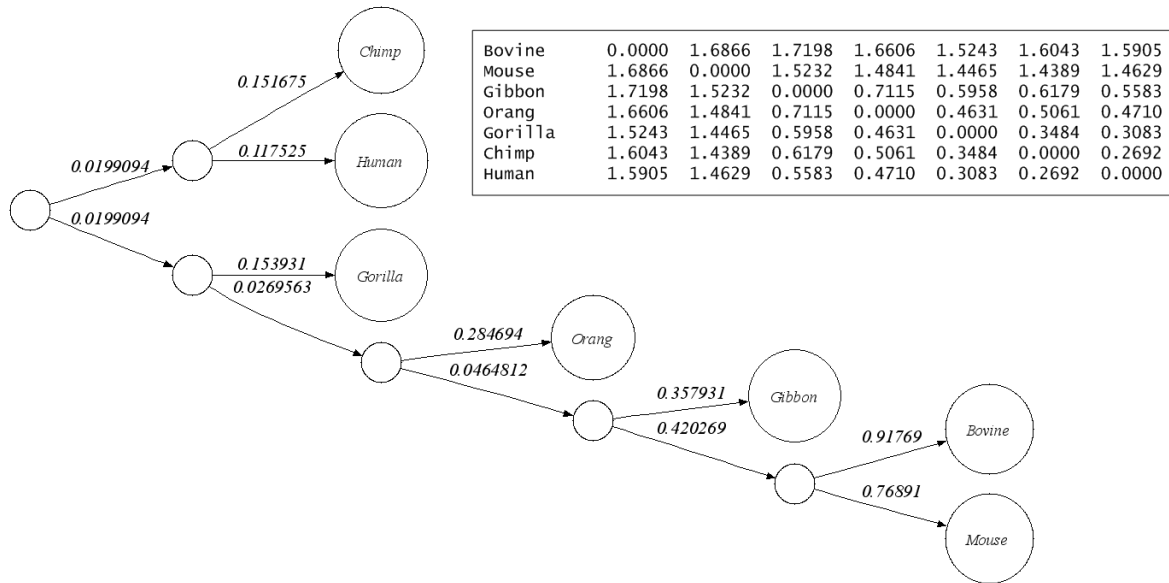 Chimp
0.151675
0.117525
Human
0.0199094
0.0199094
0.153931
Gorilla
0.0269563
0.284694
Orang
0.0464812
0.357931
Gibbon
0.420269
0.91769
Bovine
0.76891
Mouse
Bovine 0.0000 1.6866 1.7198 1.6606 1.5243 1.6043 1.5905
Mouse 1.6866 0.0000 1.5232 1.4841 1.4465 1.4389 1.4629
Gibbon 1.7198 1.5232 0.0000 0.7115 0.5958 0.6179 0.5583
Orang 1.6606 1.4841 0.7115 0.0000 0.4631 0.5061 0.4710
Gorilla 1.5243 1.4465 0.5958 0.4631 0.0000 0.3484 0.3083
Chimp 1.6043 1.4389 0.6179 0.5061 0.3484 0.0000 0.2692
Human 1.5905 1.4629 0.5583 0.4710 0.3083 0.2692 0.0000